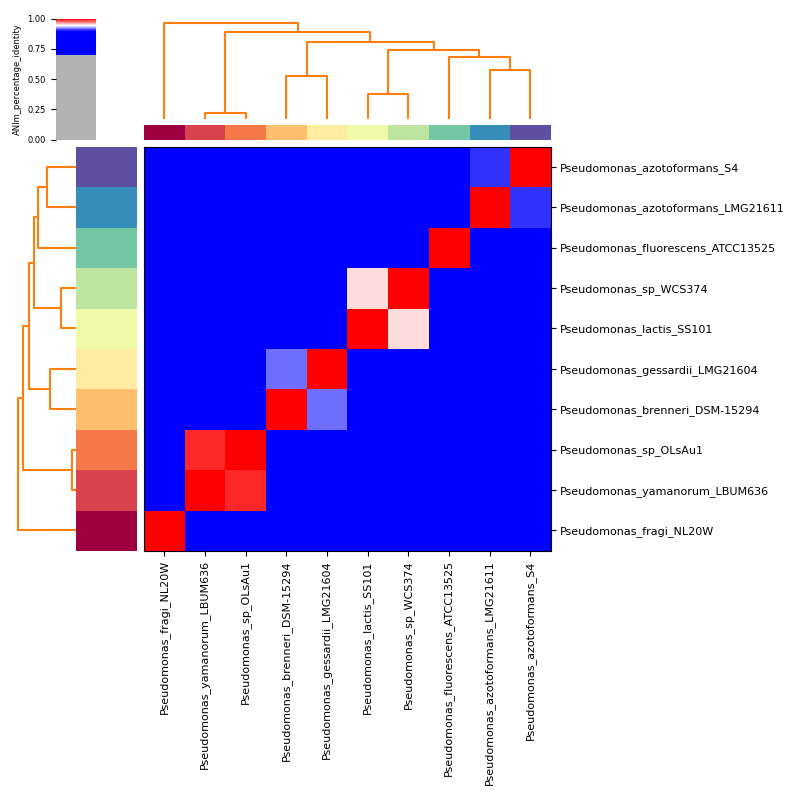 1.00
0.75
0.50
0.25
0.00
ANIm_percentage_identity
Pseudomonas_azotoformans_S4
Pseudomonas_azotoformans_LMG21611
Pseudomonas_fluorescens_ATCC13525
Pseudomonas_sp_WCS374
Pseudomonas_lactis_SS101
Pseudomonas_gessardii_LMG21604
Pseudomonas_brenneri_DSM-15294
Pseudomonas_sp_OLsAu1
Pseudomonas_yamanorum_LBUM636
Pseudomonas_fragi_NL20W
Pseudomonas_fragi_NL20W
Pseudomonas_yamanorum_LBUM636
Pseudomonas_sp_OLsAu1
Pseudomonas_brenneri_DSM-15294
Pseudomonas_gessardii_LMG21604
Pseudomonas_lactis_SS101
Pseudomonas_sp_WCS374
Pseudomonas_fluorescens_ATCC13525
Pseudomonas_azotoformans_LMG21611
Pseudomonas_azotoformans_S4